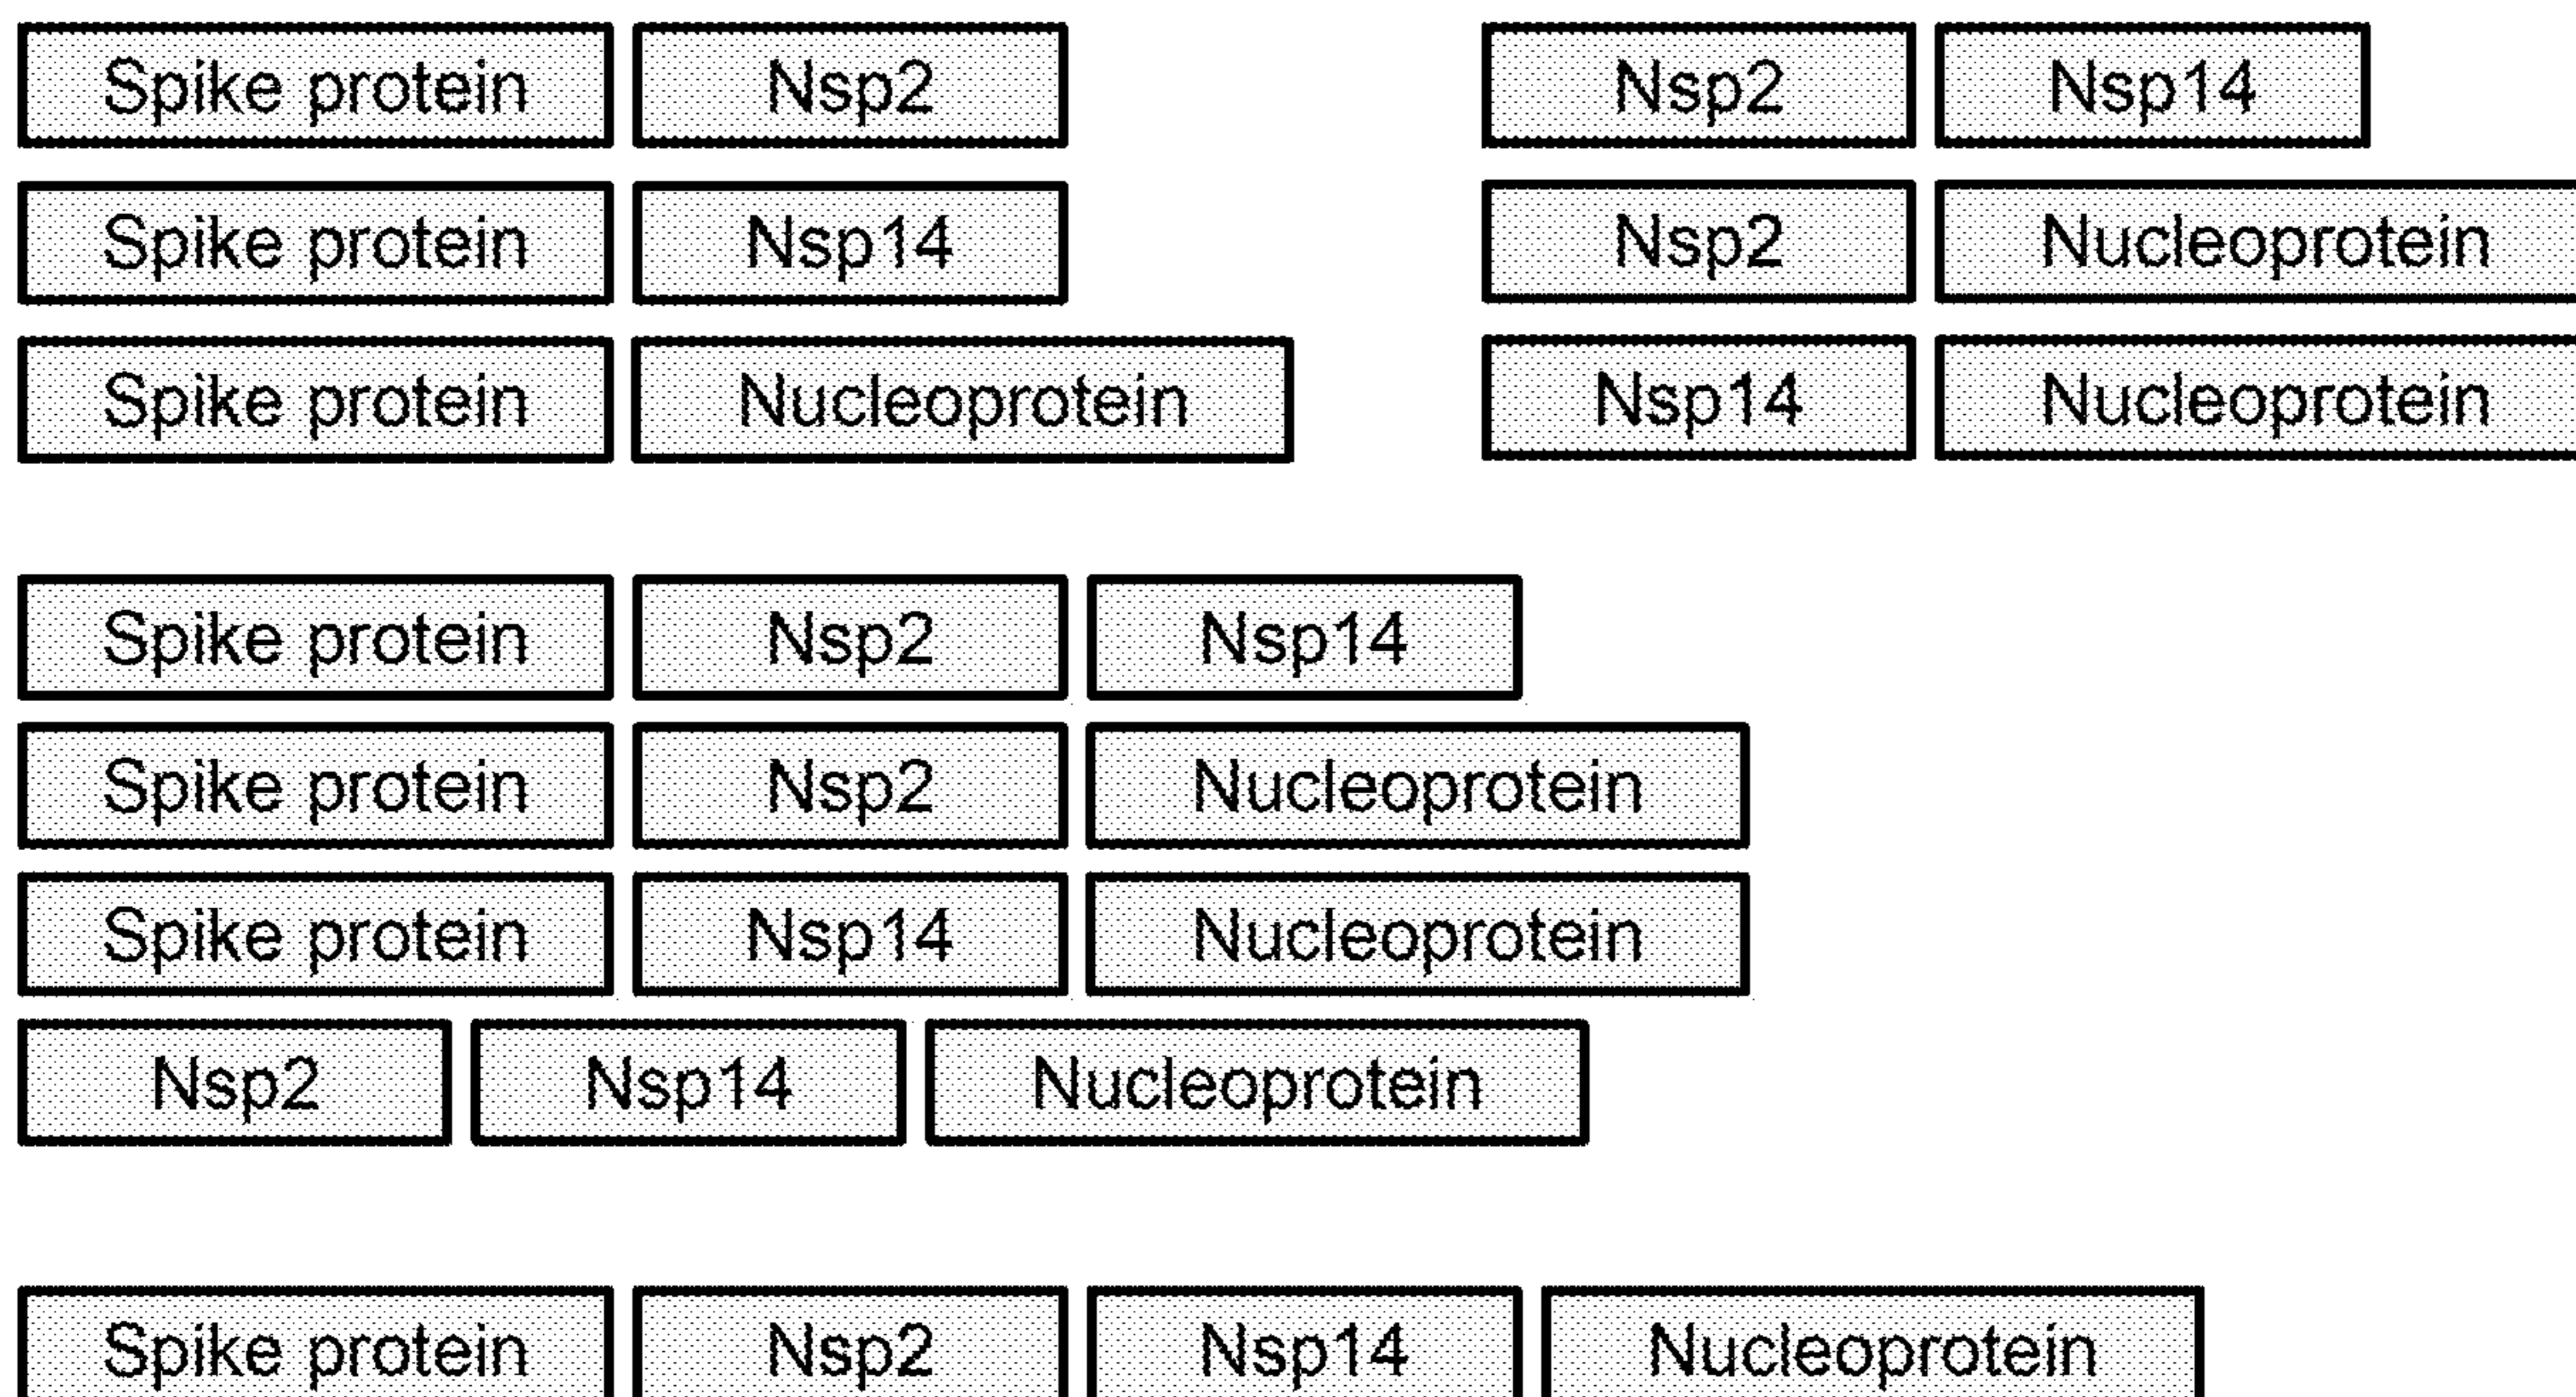 Spike protein Nsp2 Nsp2 Nsp14
Spike protein Nsp14 Nsp2 Nucleoprotein
Spike protein Nucleoprotein Nsp14 Nucleoprotein
Spike protein Nsp2 Nsp14
Spike protein Nsp2 Nucleoprotein
Spike protein Nsp14 Nucleoprotein
Nsp2 Nsp14 Nucleoprotein
Spike protein Nsp2 Nsp14 Nucleoprotein